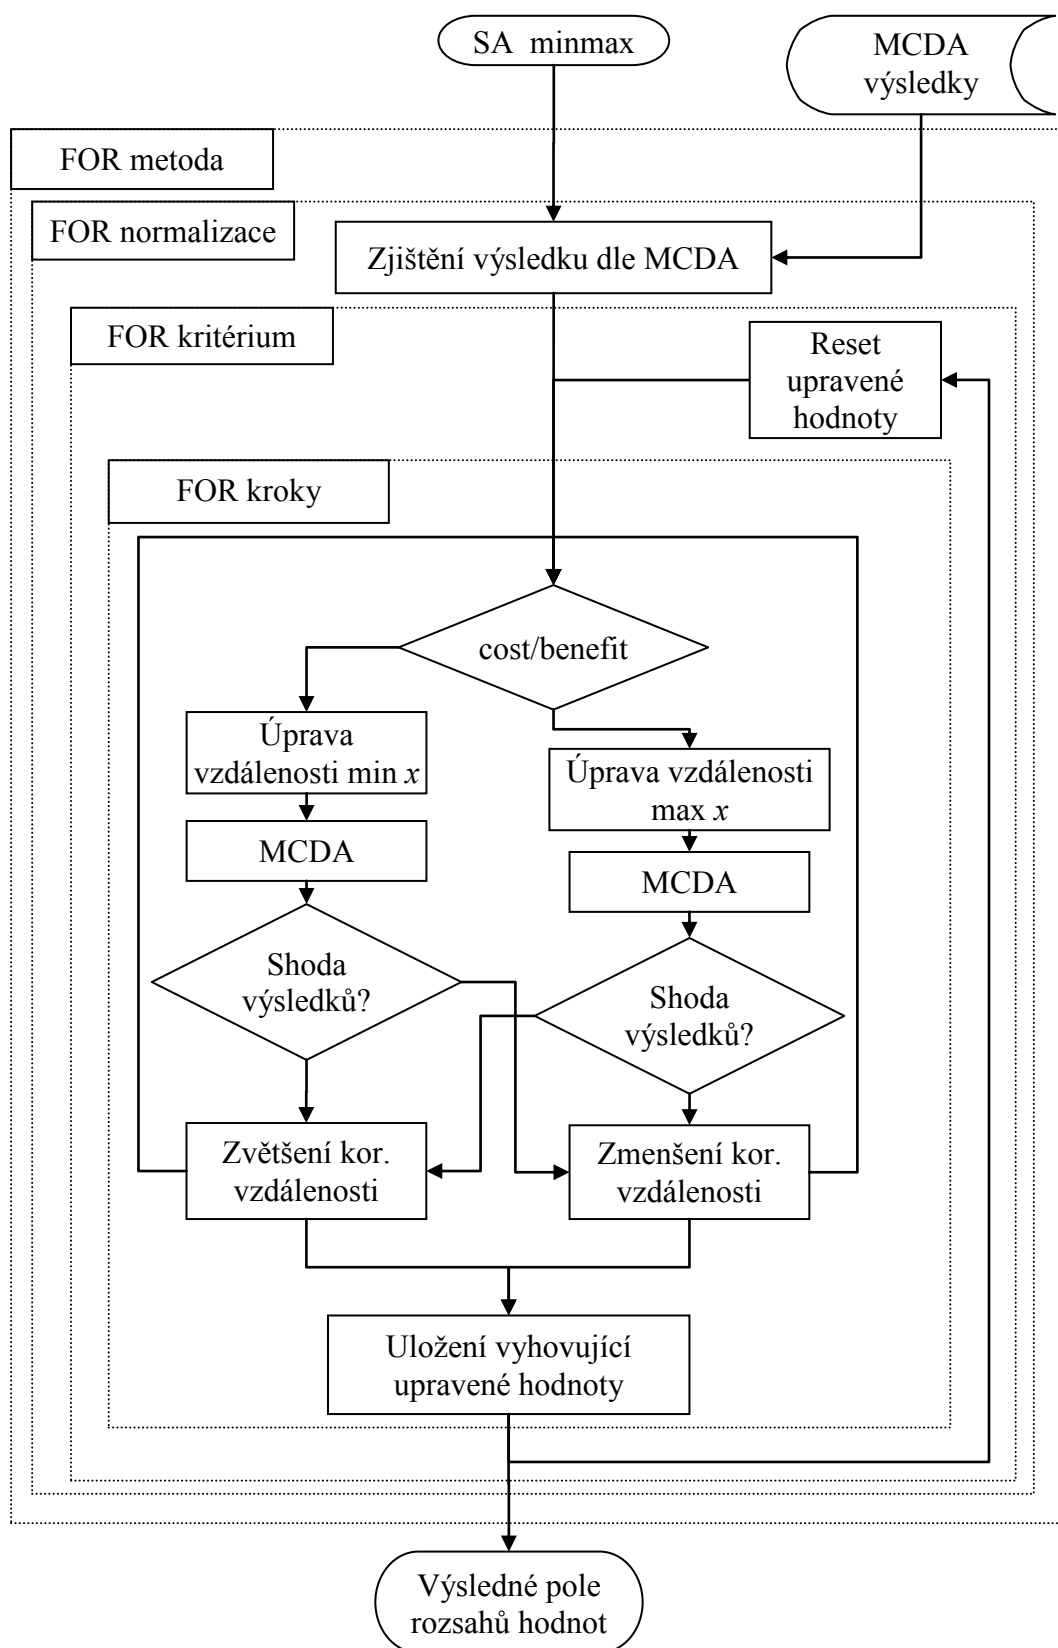 SA minmax
MCDA
výsledky
FOR metoda
FOR normalizace
Zjištění výsledku dle MCDA
FOR kritérium
Reset
upravené
hodnoty
FOR kroky
cost/benefit
Úprava
vzdálenosti min x
Úprava vzdálenosti
max x
MCDA
MCDA
Shoda
výsledků?
Shoda
výsledků?
Zvětšení kor.
vzdálenosti
Zmenšení kor.
vzdálenosti
Uložení vyhovující
upravené hodnoty
Výsledné pole
rozsahů hodnot